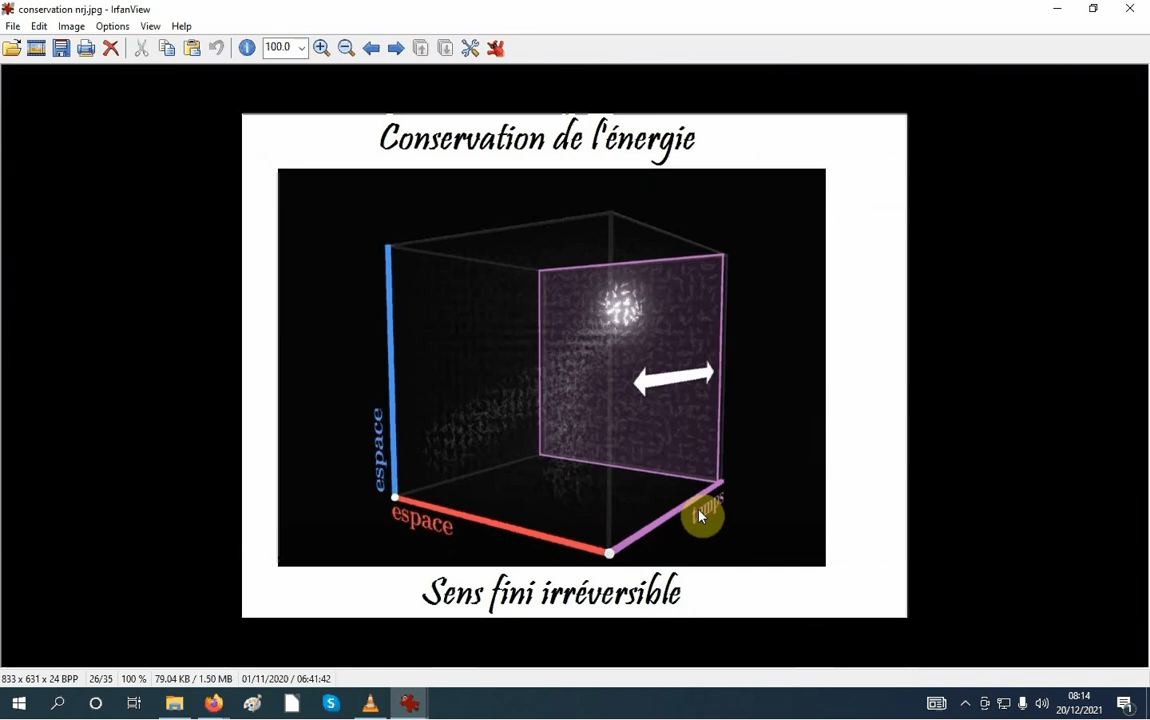 conservation nrj.jpg - IrfanView
File Edit Image Options View Help
100.0
Conservation de l'énergie
espace
espace
temps
Sens fini irréversible
833 x 631 x 24 BPP 26/35 100 % 79.04 KB / 1.50 MB 01/11/2020 / 06:41:42
08:14
20/12/2021
1